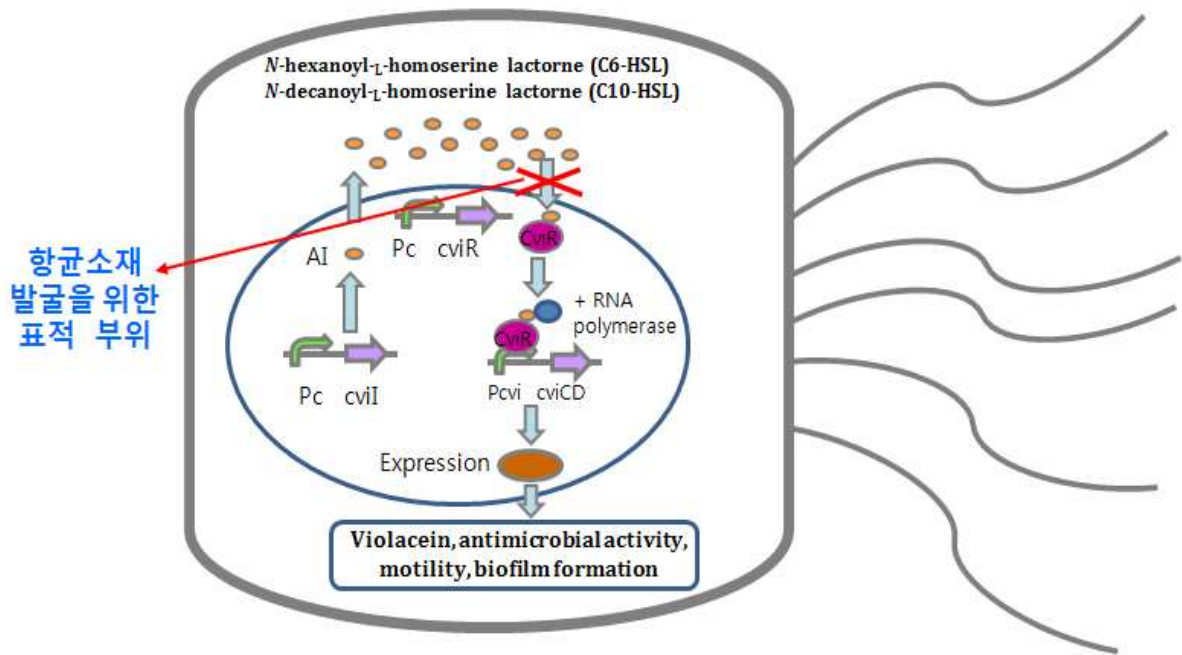 N-hexanoyl-L-homoserine lactorne (C6-HSL)
N-decanoyl-L-homoserine lactorne (C10-HSL)
Pc cviR
CviR
AI
항균소재
발굴을 위한
표적 부위
+ RNA
polymerase
CviR
Pc cviI
Pcvi cviCD
Expression
Violacein, antimicrobial activity,
motility, biofilm formation